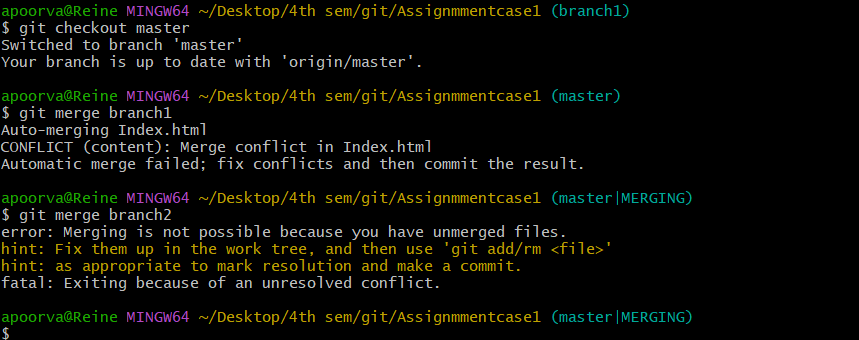 apoorva@Reine MINGW64 ~/Desktop/4th sem/git/Assignmmentcase1 (branch1)
$ git checkout master
Switched to branch 'master'
Your branch is up to date with 'origin/master'.
apoorva@Reine MINGW64 ~/Desktop/4th sem/git/Assignmmentcase1 (master)
$ git merge branch1
Auto-merging Index.html
CONFLICT (content): Merge conflict in Index.html
Automatic merge failed; fix conflicts and then commit the result.
apoorva@Reine MINGW64 ~/Desktop/4th sem/git/Assignmmentcase1 (master|MERGING)
$ git merge branch2
error: Merging is not possible because you have unmerged files.
hint: Fix them up in the work tree, and then use 'git add/rm <file>'
hint: as appropriate to mark resolution and make a commit.
fatal: Exiting because of an unresolved conflict.
apoorva@Reine MINGW64 ~/Desktop/4th sem/git/Assignmmentcase1 (master|MERGING)
$